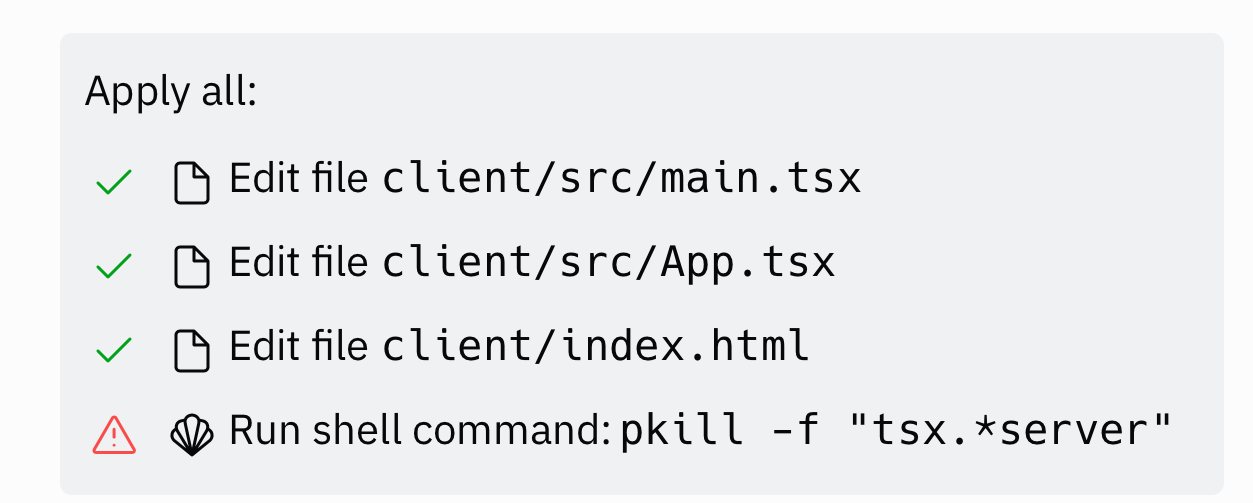 Apply all:
Edit file client/src/main.tsx
Edit file client/src/App.tsx
Edit file client/index.html
Run shell command: pkill -f "tsx.*server"